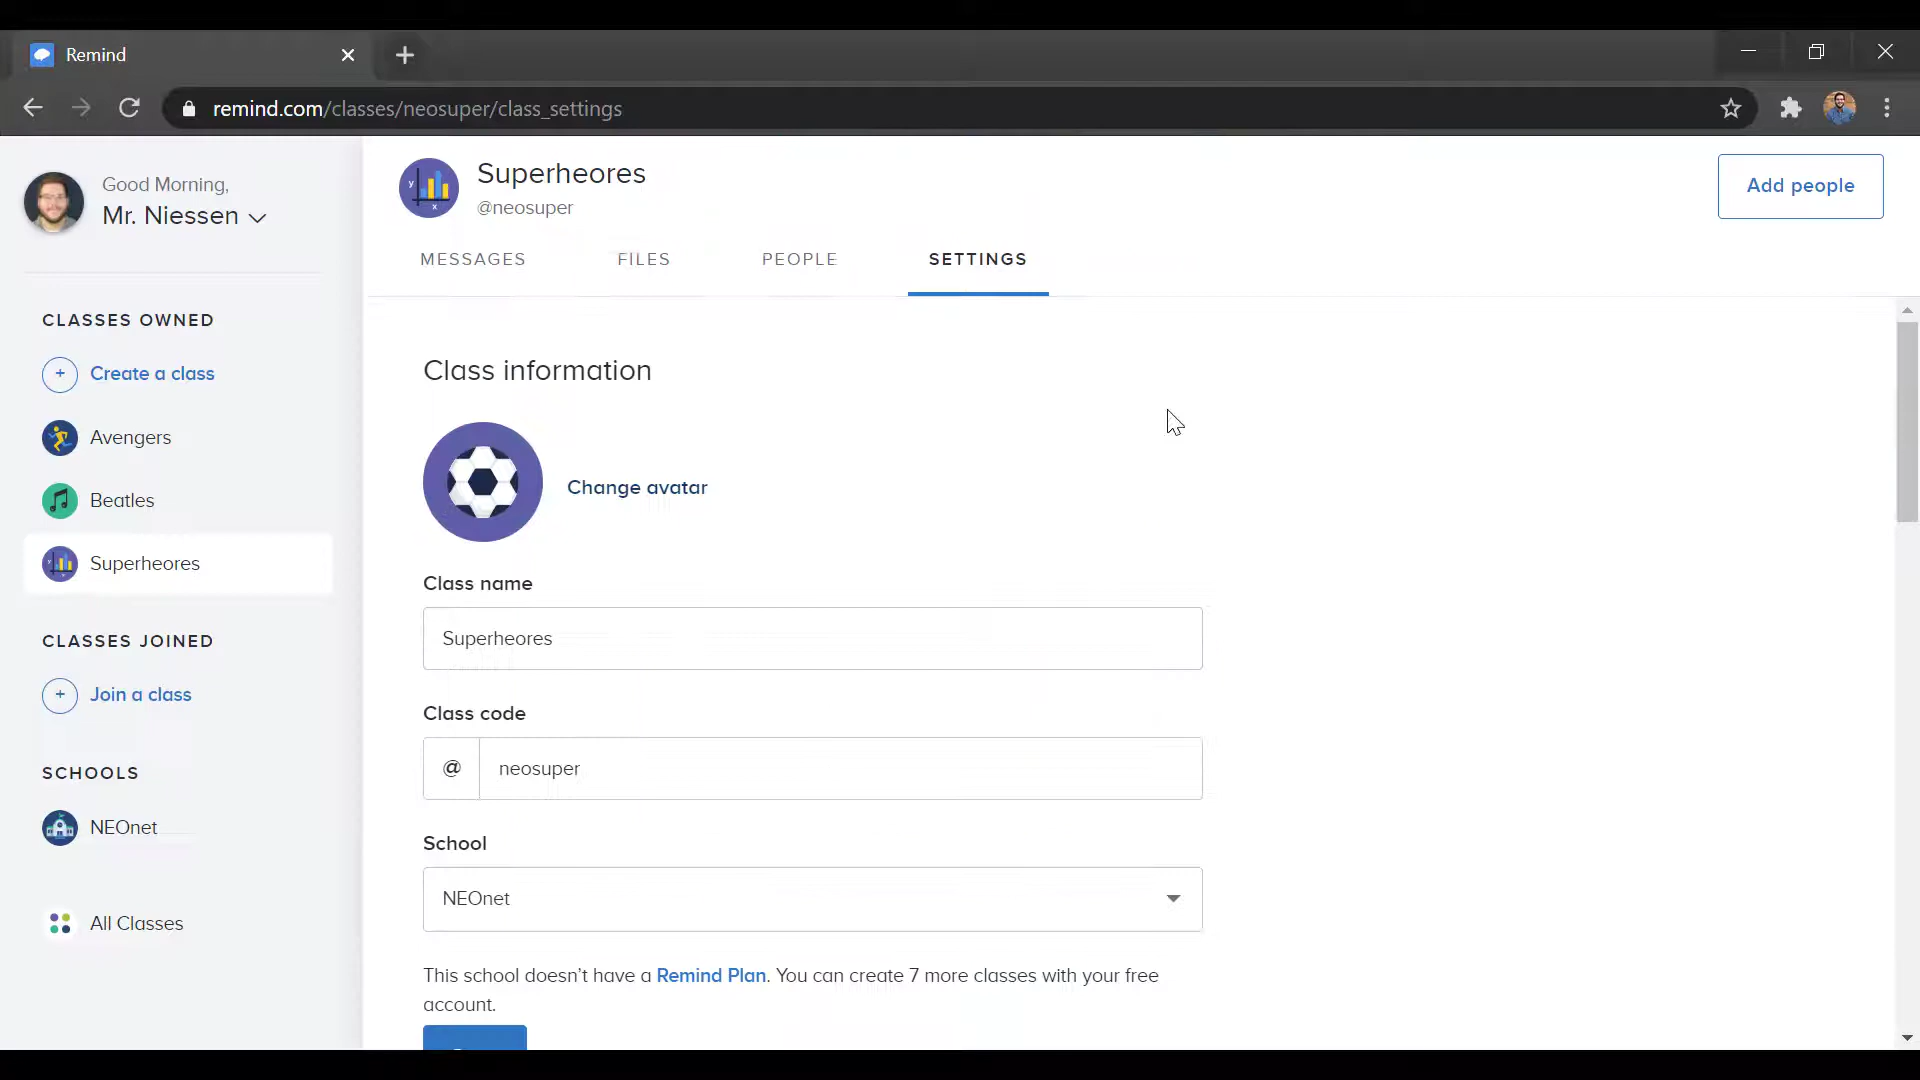 Remind
remind.com/classes/neosuper/class_settings
Good Morning,
Mr. Niessen
CLASSES OWNED
+ Create a class
Avengers
Beatles
Superheores
CLASSES JOINED
+ Join a class
SCHOOLS
NEOnet
All Classes
Superheores
@neosuper
Add people
MESSAGES FILES PEOPLE SETTINGS
Class information
Change avatar
Class name
Superheores
Class code
@ neosuper
School
NEOnet
This school doesn’t have a Remind Plan. You can create 7 more classes with your free
account.